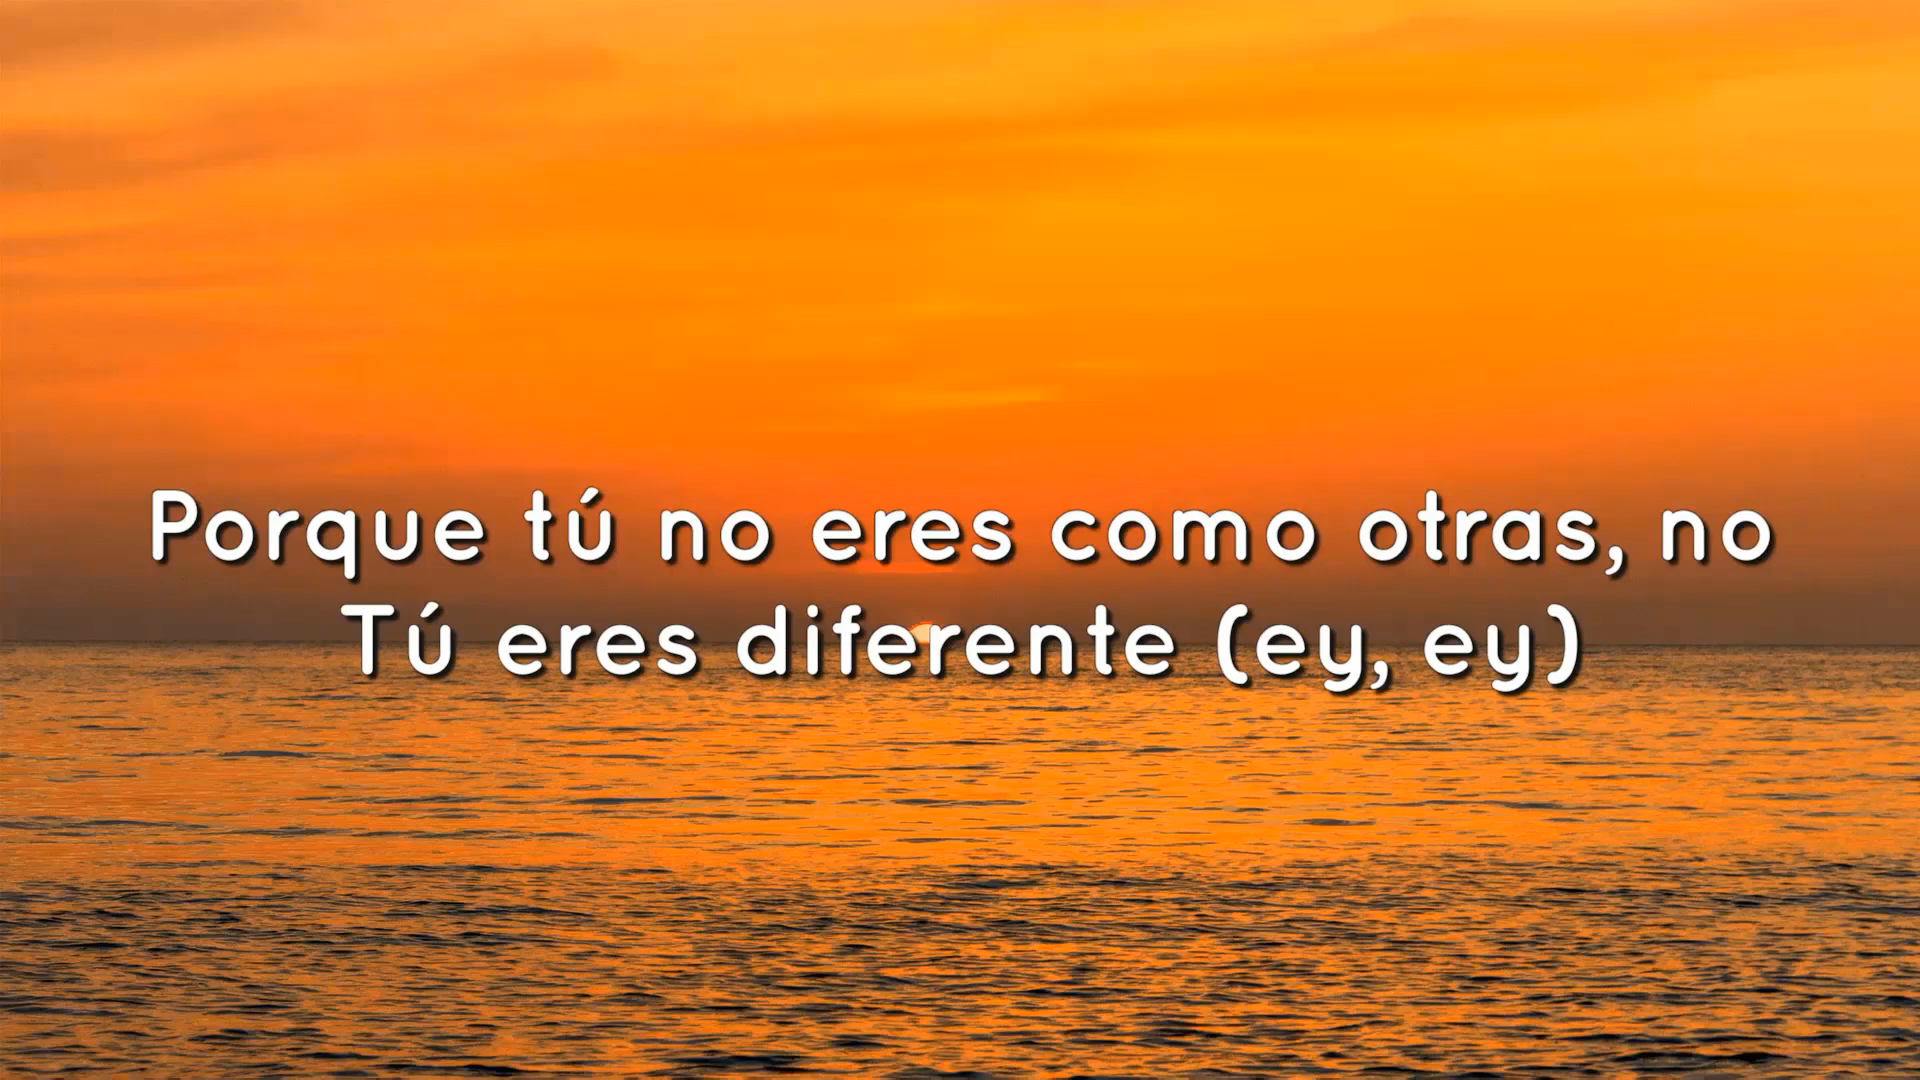 Porque tú no eres como otras, no
Tú eres diferente (ey, ey)